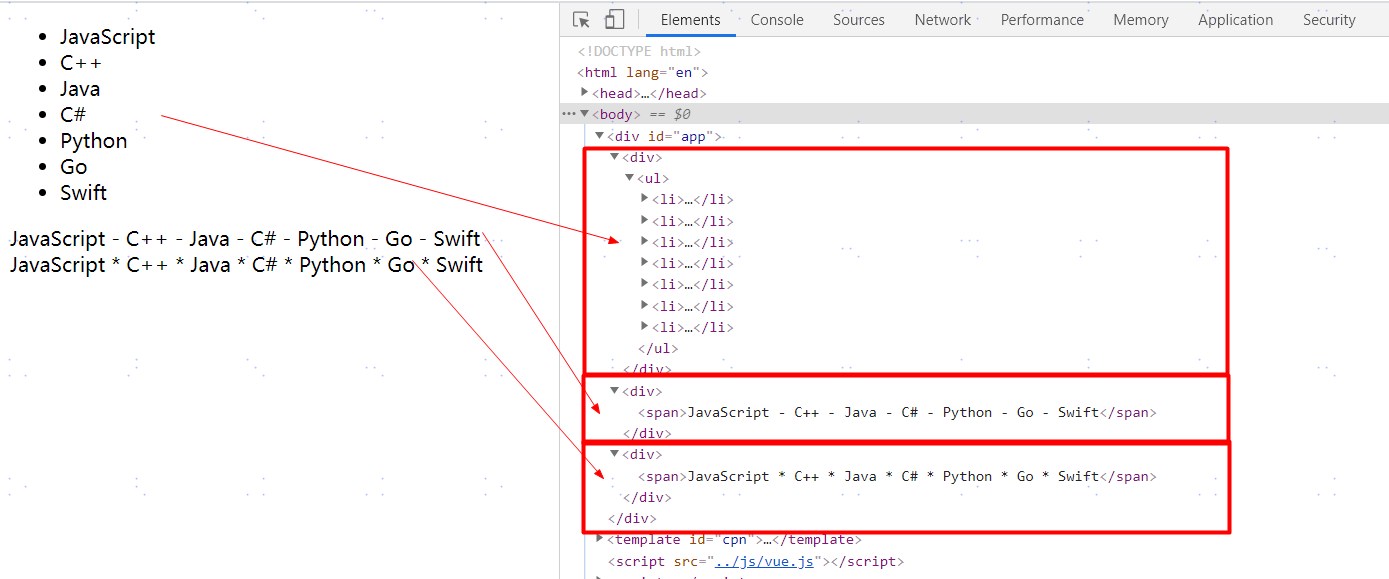 JavaScript
C++
Java
C#
Python
Go
Swift
JavaScript - C++ - Java - C# - Python - Go - Swift
JavaScript * C++ * Java * C# * Python * Go * Swift
Elements Console Sources Network Performance Memory Application Security
<!DOCTYPE html>
<html lang="en">
<head>…</head>
<body> == $0
<div id="app">
<div>
<ul>
<li>…</li>
<li>…</li>
<li>…</li>
<li>…</li>
<li>…</li>
<li>…</li>
<li>…</li>
</ul>
</div>
<div>
<span>JavaScript - C++ - Java - C# - Python - Go - Swift</span>
</div>
<div>
<span>JavaScript * C++ * Java * C# * Python * Go * Swift</span>
</div>
</div>
<template id="cpn">…</template>
<script src="../js/vue.js"></script>